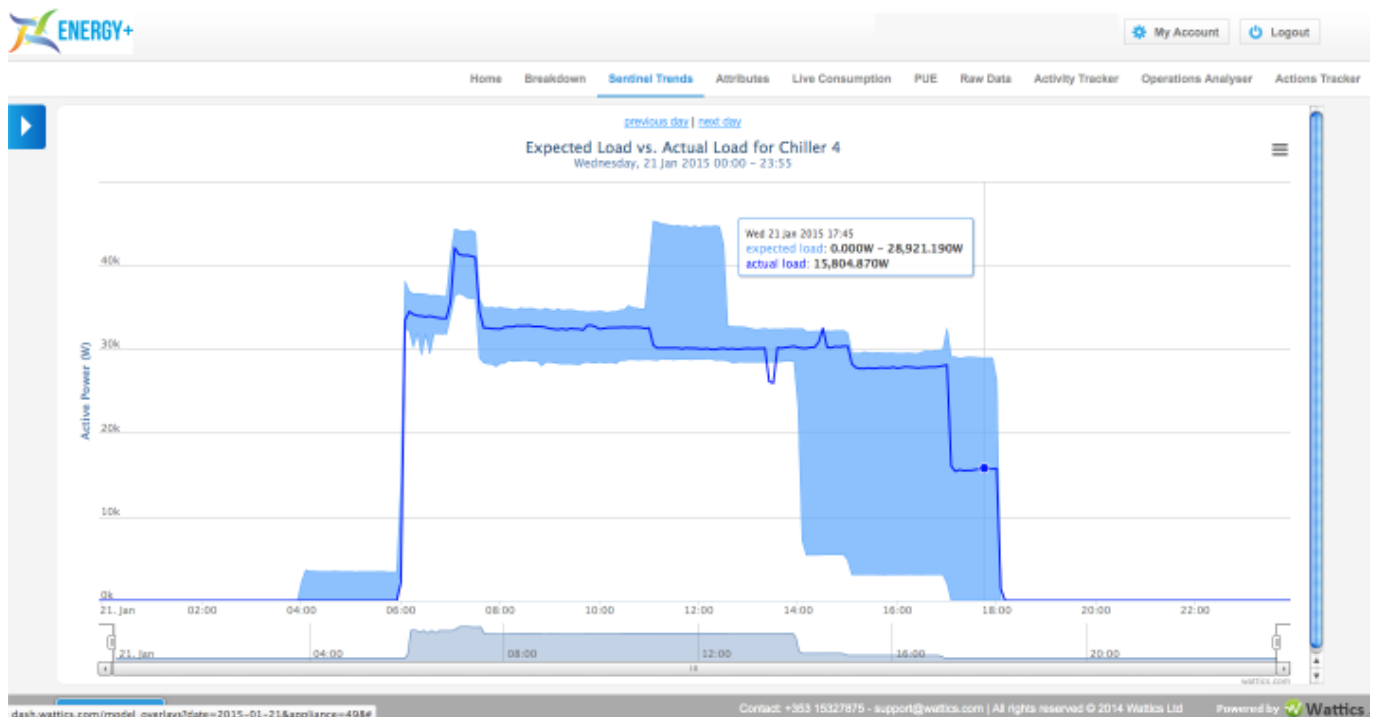 ENERGY+
My Account
Logout
Home Breakdown Sentinel Trends Attributes Live Consumption PUE Raw Data Activity Tracker Operations Analyser Actions Tracker
previous day | next day
Expected Load vs. Actual Load for Chiller 4
Wednesday, 21 Jan 2015 00:00 - 23:55
Wed 21 Jan 2015 17:45
expected load: 0.000W - 28,921.190W
actual load: 15,804.870W
Active Power (W)
40k
30k
20k
10k
0k
21. Jan 02:00 04:00 06:00 08:00 10:00 12:00 14:00 16:00 18:00 20:00 22:00
21. Jan 04:00 08:00 12:00 16:00 20:00
wattics.com
Contact: +353 15327875 - support@wattics.com | All rights reserved © 2014 Wattics Ltd Powered by Wattics
dash.wattics.com/model_overlays?date=2015-01-21&appliance=498#